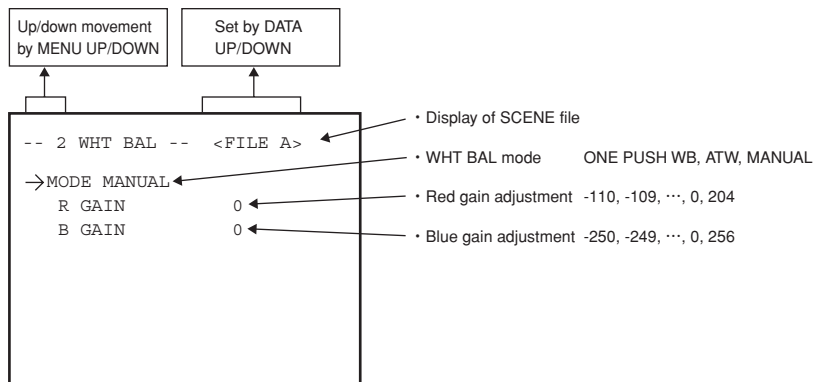 Up/down movement
by MENU UP/DOWN
Set by DATA
UP/DOWN
-- 2 WHT BAL -- <FILE A>
→MODE MANUAL
R GAIN 0
B GAIN 0
・Display of SCENE file
・WHT BAL mode ONE PUSH WB, ATW, MANUAL
・Red gain adjustment -110, -109, ···, 0, 204
・Blue gain adjustment -250, -249, ···, 0, 256